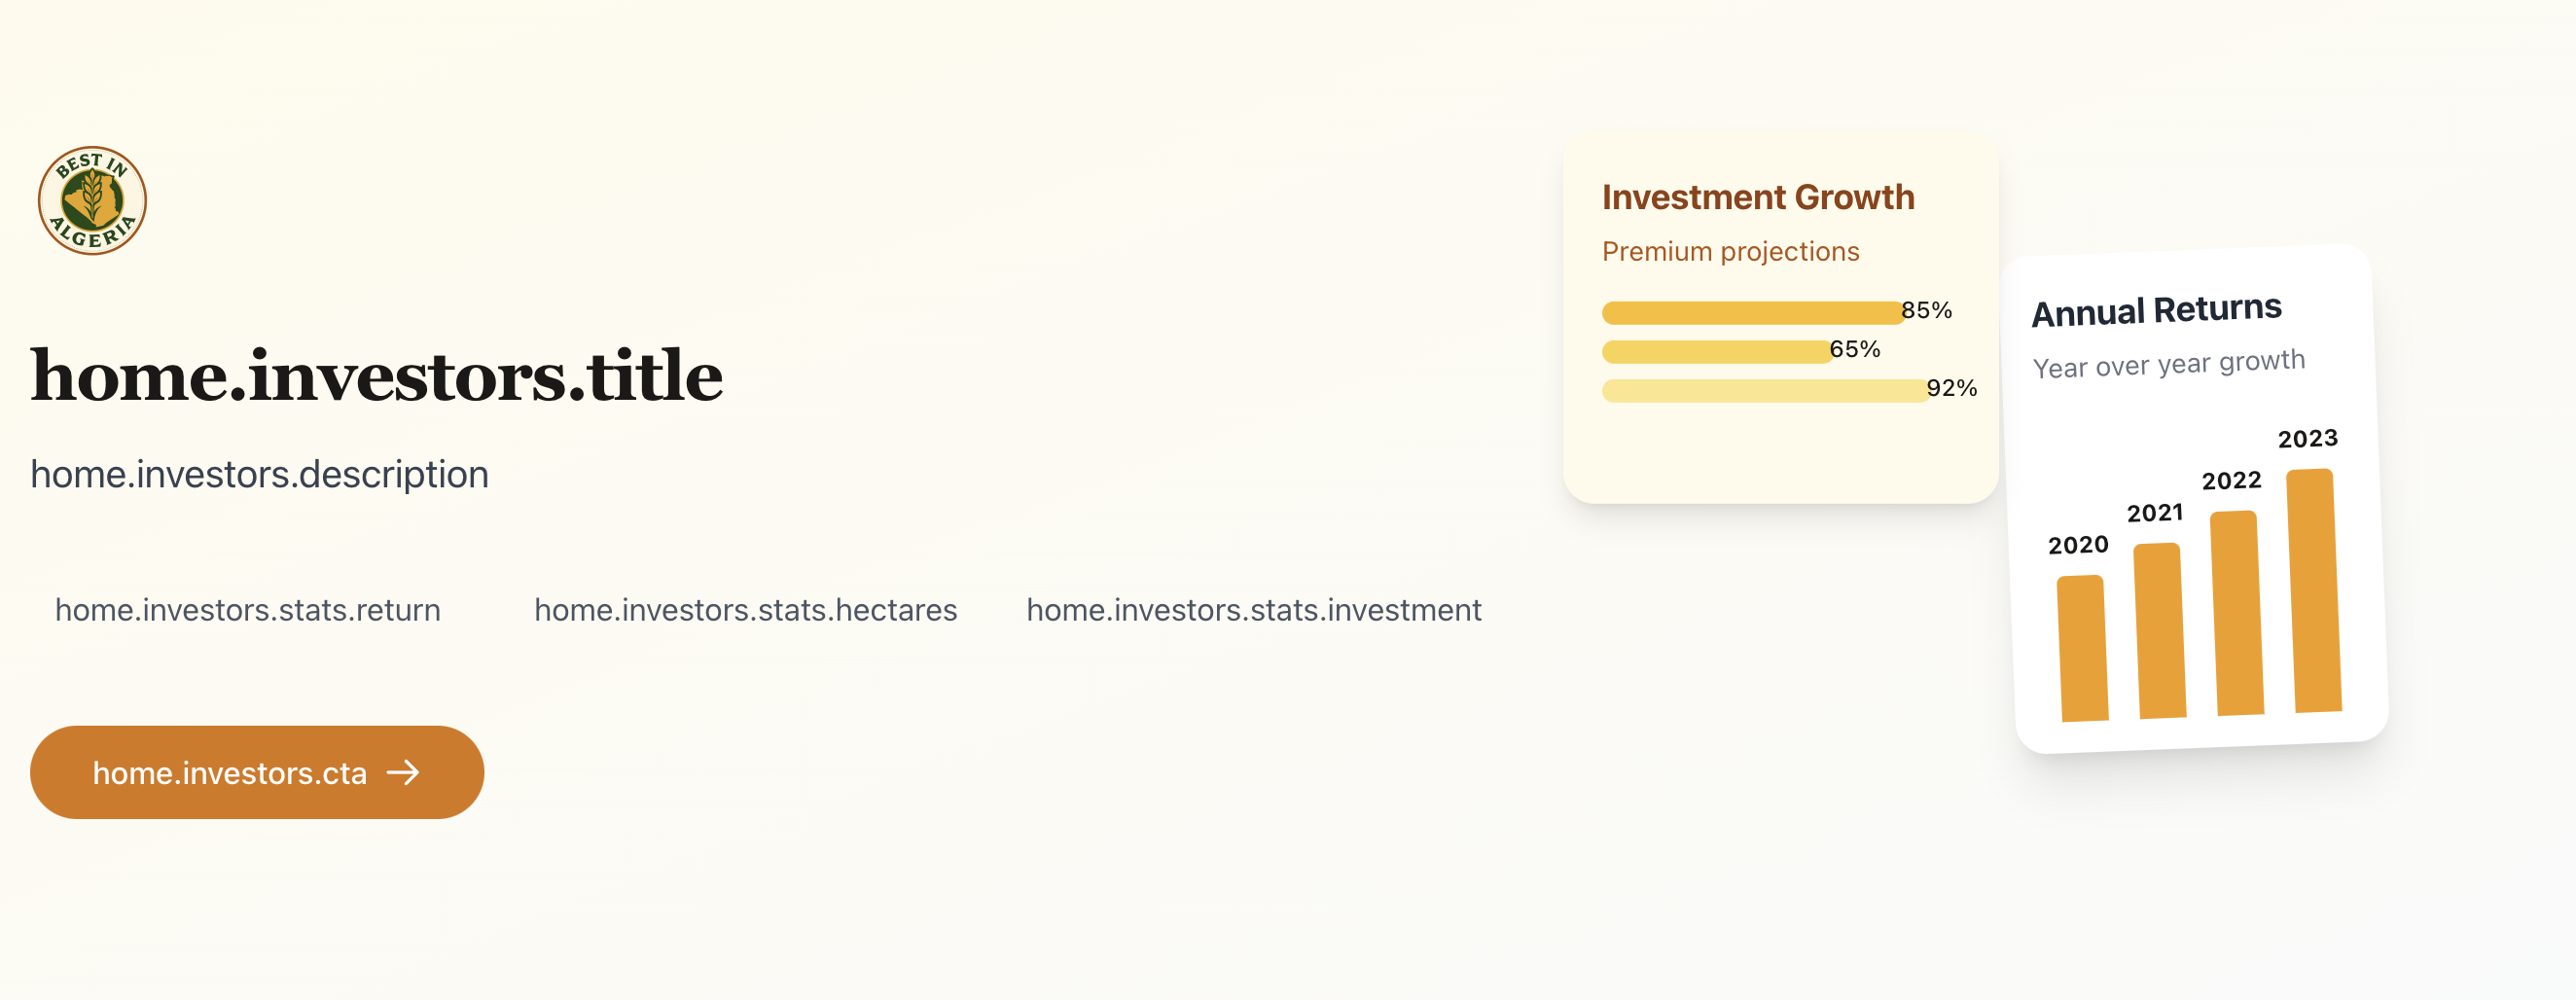 BEST IN
ALGERIA
home.investors.title
home.investors.description
home.investors.stats.return
home.investors.stats.hectares
home.investors.stats.investment
home.investors.cta
Investment Growth
Premium projections
85%
65%
92%
Annual Returns
Year over year growth
2020
2021
2022
2023